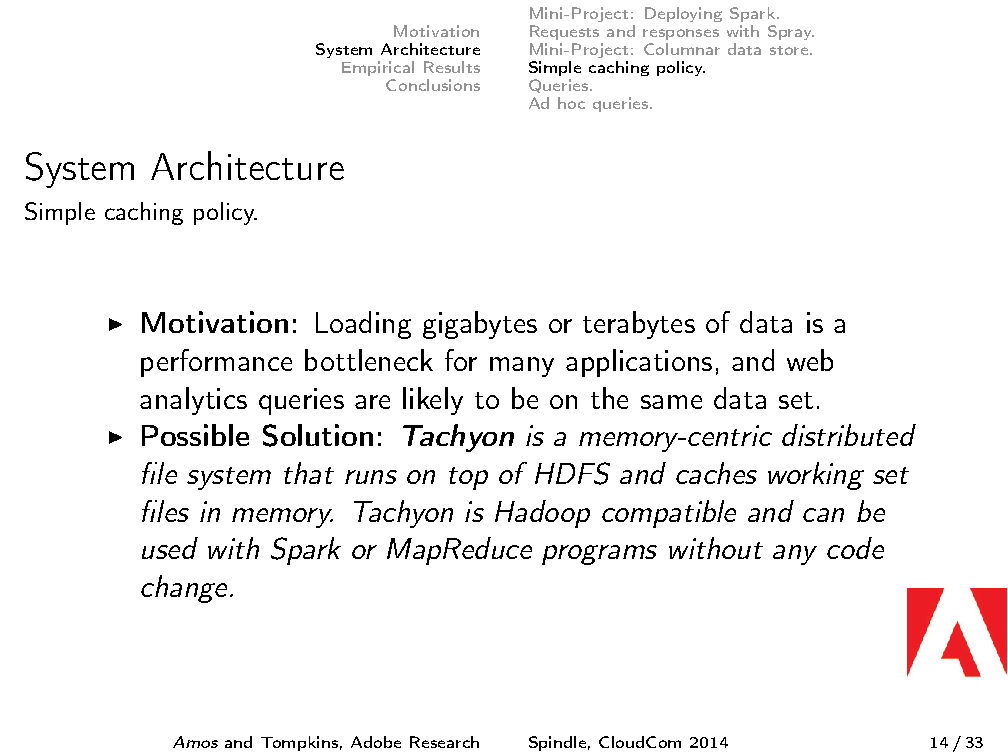 Motivation
System Architecture
Empirical Results
Conclusions
Mini-Project: Deploying Spark.
Requests and responses with Spray.
Mini-Project: Columnar data store.
Simple caching policy.
Queries.
Ad hoc queries.
System Architecture
Simple caching policy.
▶ Motivation: Loading gigabytes or terabytes of data is a
performance bottleneck for many applications, and web
analytics queries are likely to be on the same data set.
▶ Possible Solution: Tachyon is a memory-centric distributed
file system that runs on top of HDFS and caches working set
files in memory. Tachyon is Hadoop compatible and can be
used with Spark or MapReduce programs without any code
change.
Amos and Tompkins, Adobe Research Spindle, CloudCom 2014 14 / 33